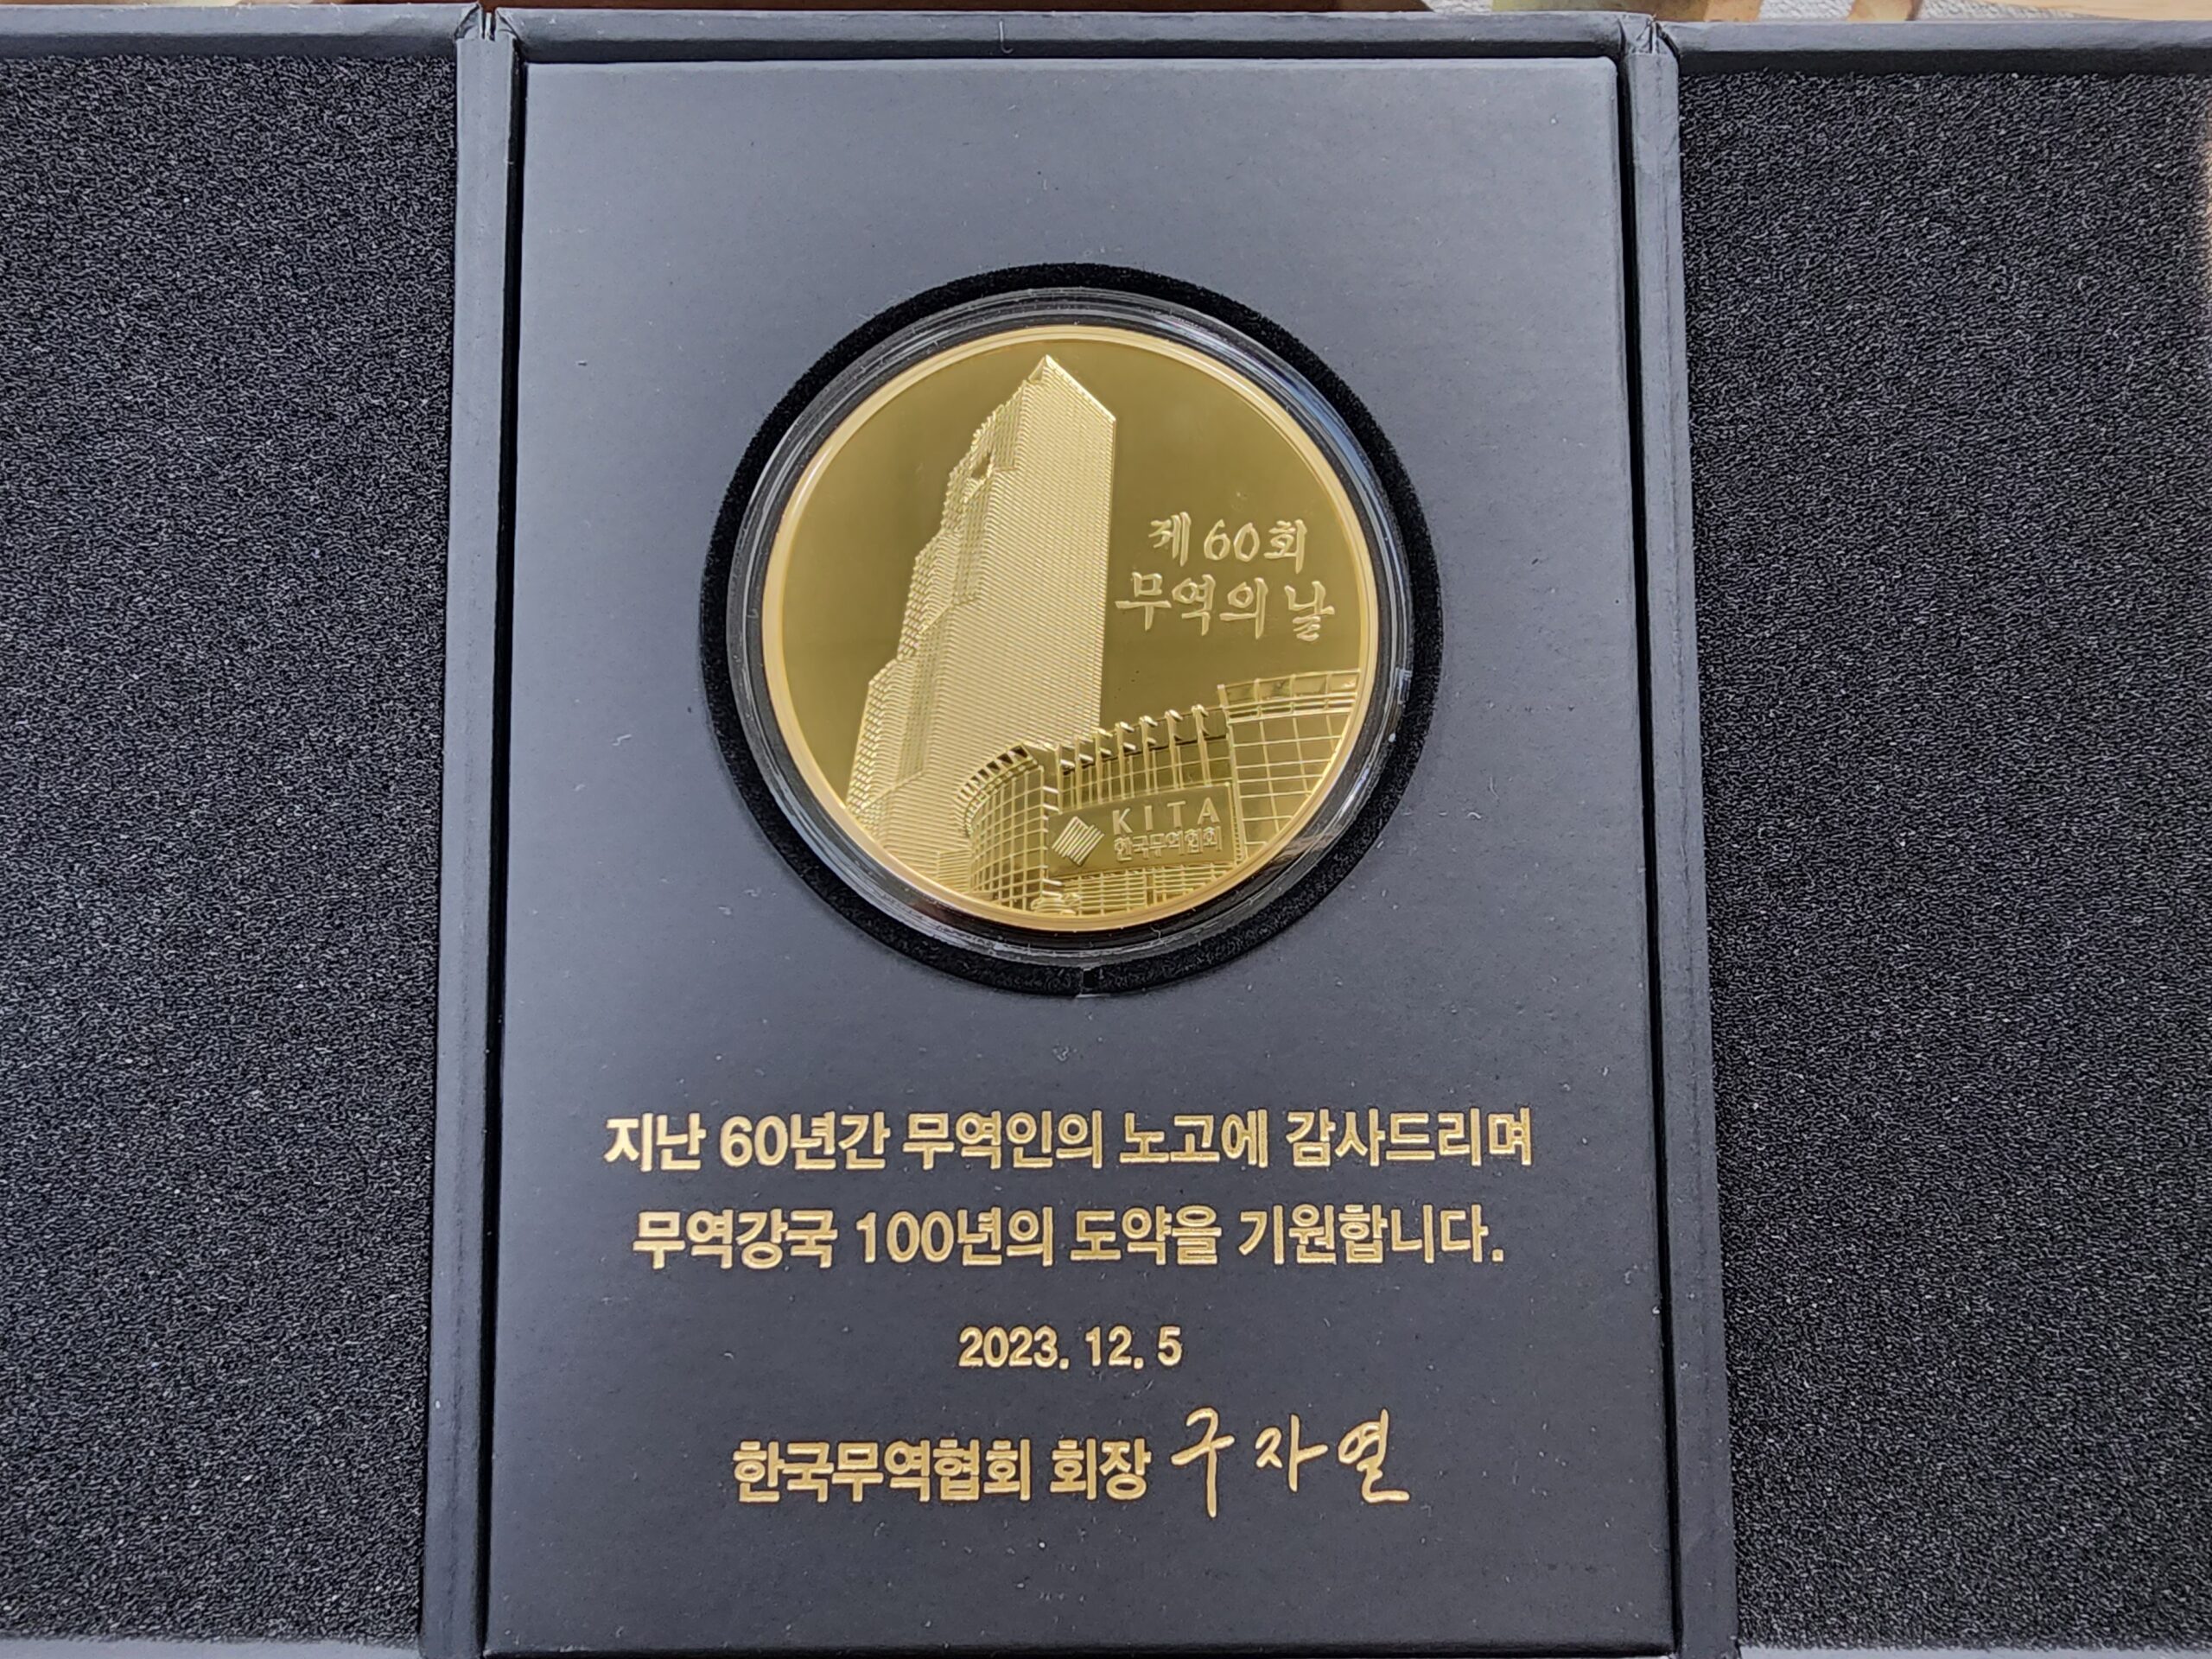 제60회
무역의 날
KITA
한국무역협회
지난 60년간 무역인의 노고에 감사드리며
무역강국 100년의 도약을 기원합니다.
2023. 12. 5
한국무역협회 회장 구자열